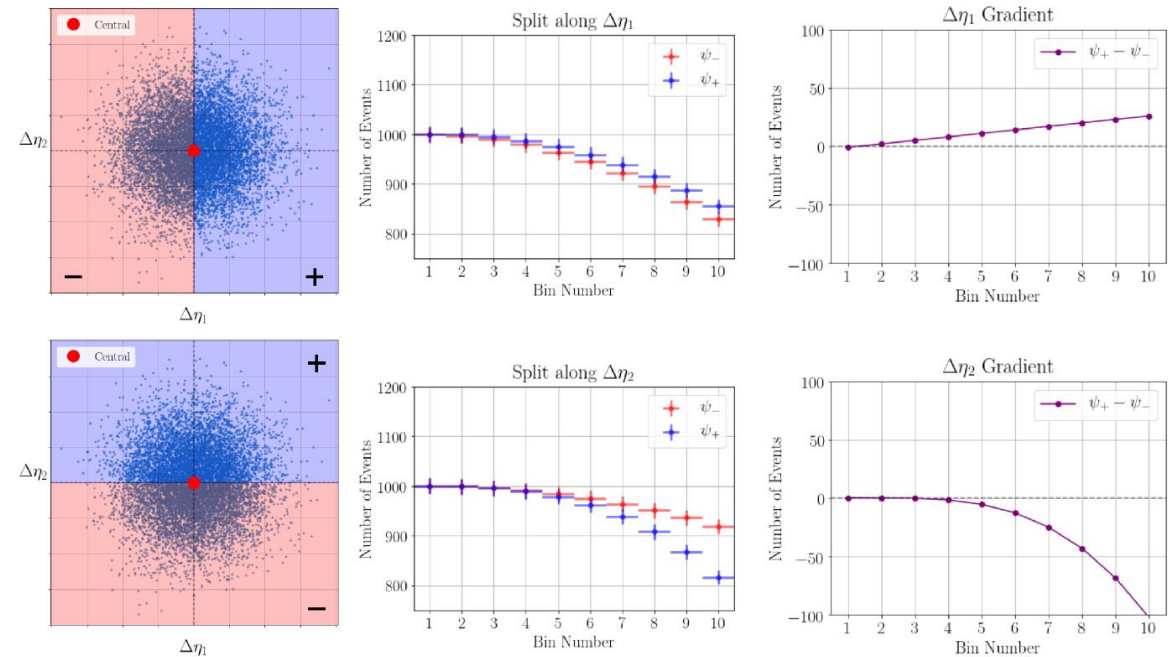 Central
Δη₂
− +
Δη₁
Split along Δη₁
1200
1100
1000
900
800
ψ₋
ψ₊
Number of Events
1 2 3 4 5 6 7 8 9 10
Bin Number
Δη₁ Gradient
100
50
0
−50
−100
ψ₊ − ψ₋
Number of Events
1 2 3 4 5 6 7 8 9 10
Bin Number
Central
+
Δη₂
−
Δη₁
Split along Δη₂
1200
1100
1000
900
800
ψ₋
ψ₊
Number of Events
1 2 3 4 5 6 7 8 9 10
Bin Number
Δη₂ Gradient
100
50
0
−50
−100
ψ₊ − ψ₋
Number of Events
1 2 3 4 5 6 7 8 9 10
Bin Number